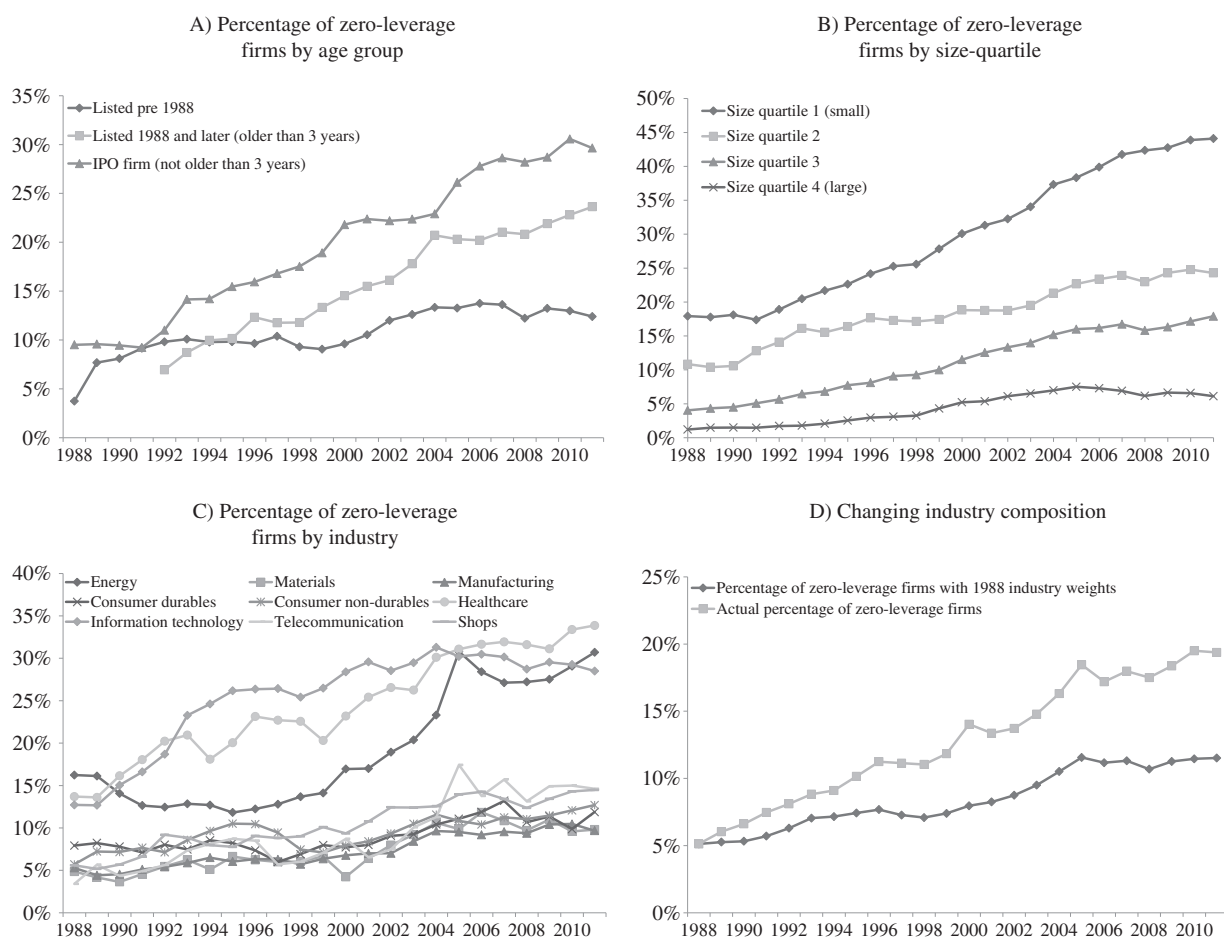 A) Percentage of zero-leverage
firms by age group
35%
30%
25%
20%
15%
10%
5%
0%
Listed pre 1988
Listed 1988 and later (older than 3 years)
IPO firm (not older than 3 years)
1988 1990 1992 1994 1996 1998 2000 2002 2004 2006 2008 2010
B) Percentage of zero-leverage
firms by size-quartile
50%
45%
40%
35%
30%
25%
20%
15%
10%
5%
0%
Size quartile 1 (small)
Size quartile 2
Size quartile 3
Size quartile 4 (large)
1988 1990 1992 1994 1996 1998 2000 2002 2004 2006 2008 2010
C) Percentage of zero-leverage
firms by industry
40%
35%
30%
25%
20%
15%
10%
5%
0%
Energy Materials Manufacturing
Consumer durables Consumer non-durables Healthcare
Information technology Telecommunication Shops
1988 1990 1992 1994 1996 1998 2000 2002 2004 2006 2008 2010
D) Changing industry composition
25%
20%
15%
10%
5%
0%
Percentage of zero-leverage firms with 1988 industry weights
Actual percentage of zero-leverage firms
1988 1990 1992 1994 1996 1998 2000 2002 2004 2006 2008 2010